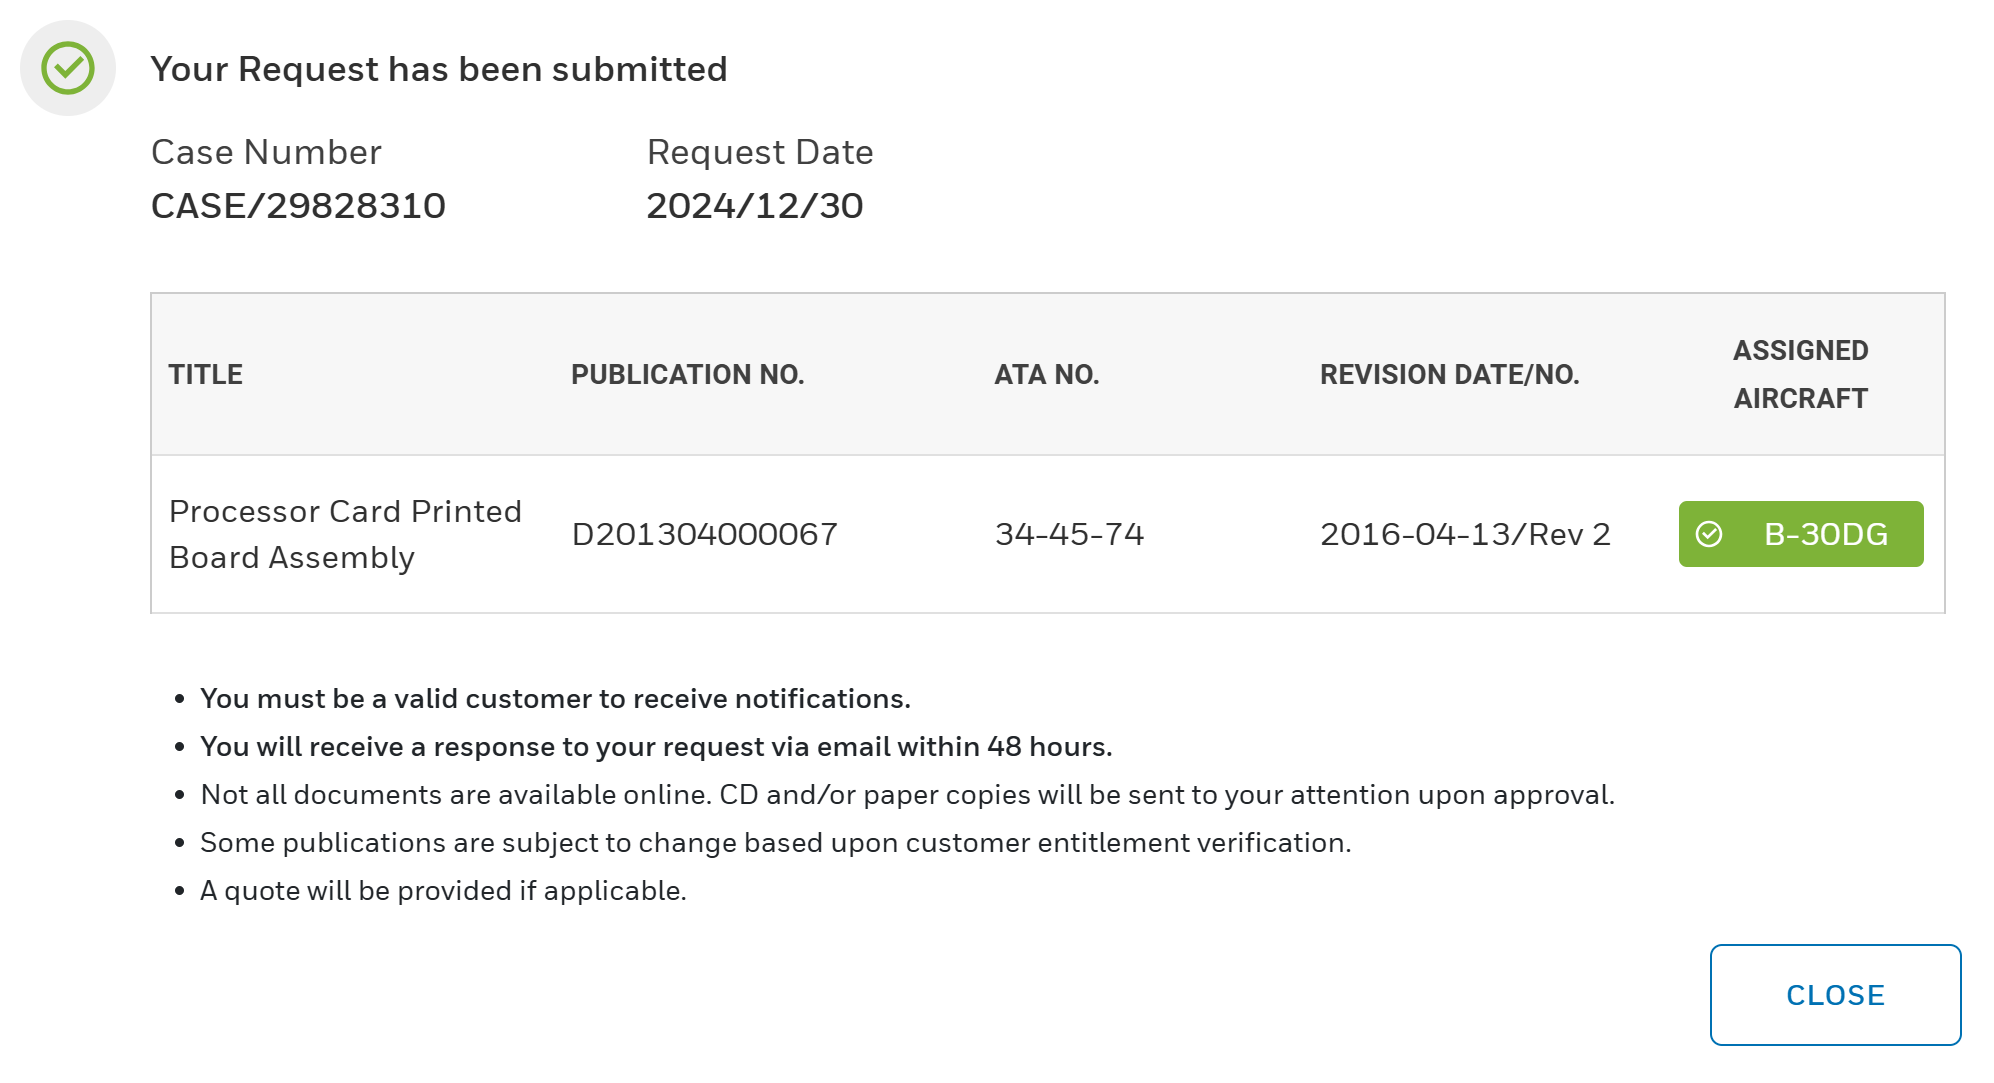 Your Request has been submitted
Case Number Request Date
CASE/29828310 2024/12/30
TITLE PUBLICATION NO. ATA NO. REVISION DATE/NO. ASSIGNED AIRCRAFT
Processor Card Printed
Board Assembly
D201304000067 34-45-74 2016-04-13/Rev 2 B-30DG
• You must be a valid customer to receive notifications.
• You will receive a response to your request via email within 48 hours.
• Not all documents are available online. CD and/or paper copies will be sent to your attention upon approval.
• Some publications are subject to change based upon customer entitlement verification.
• A quote will be provided if applicable.
CLOSE